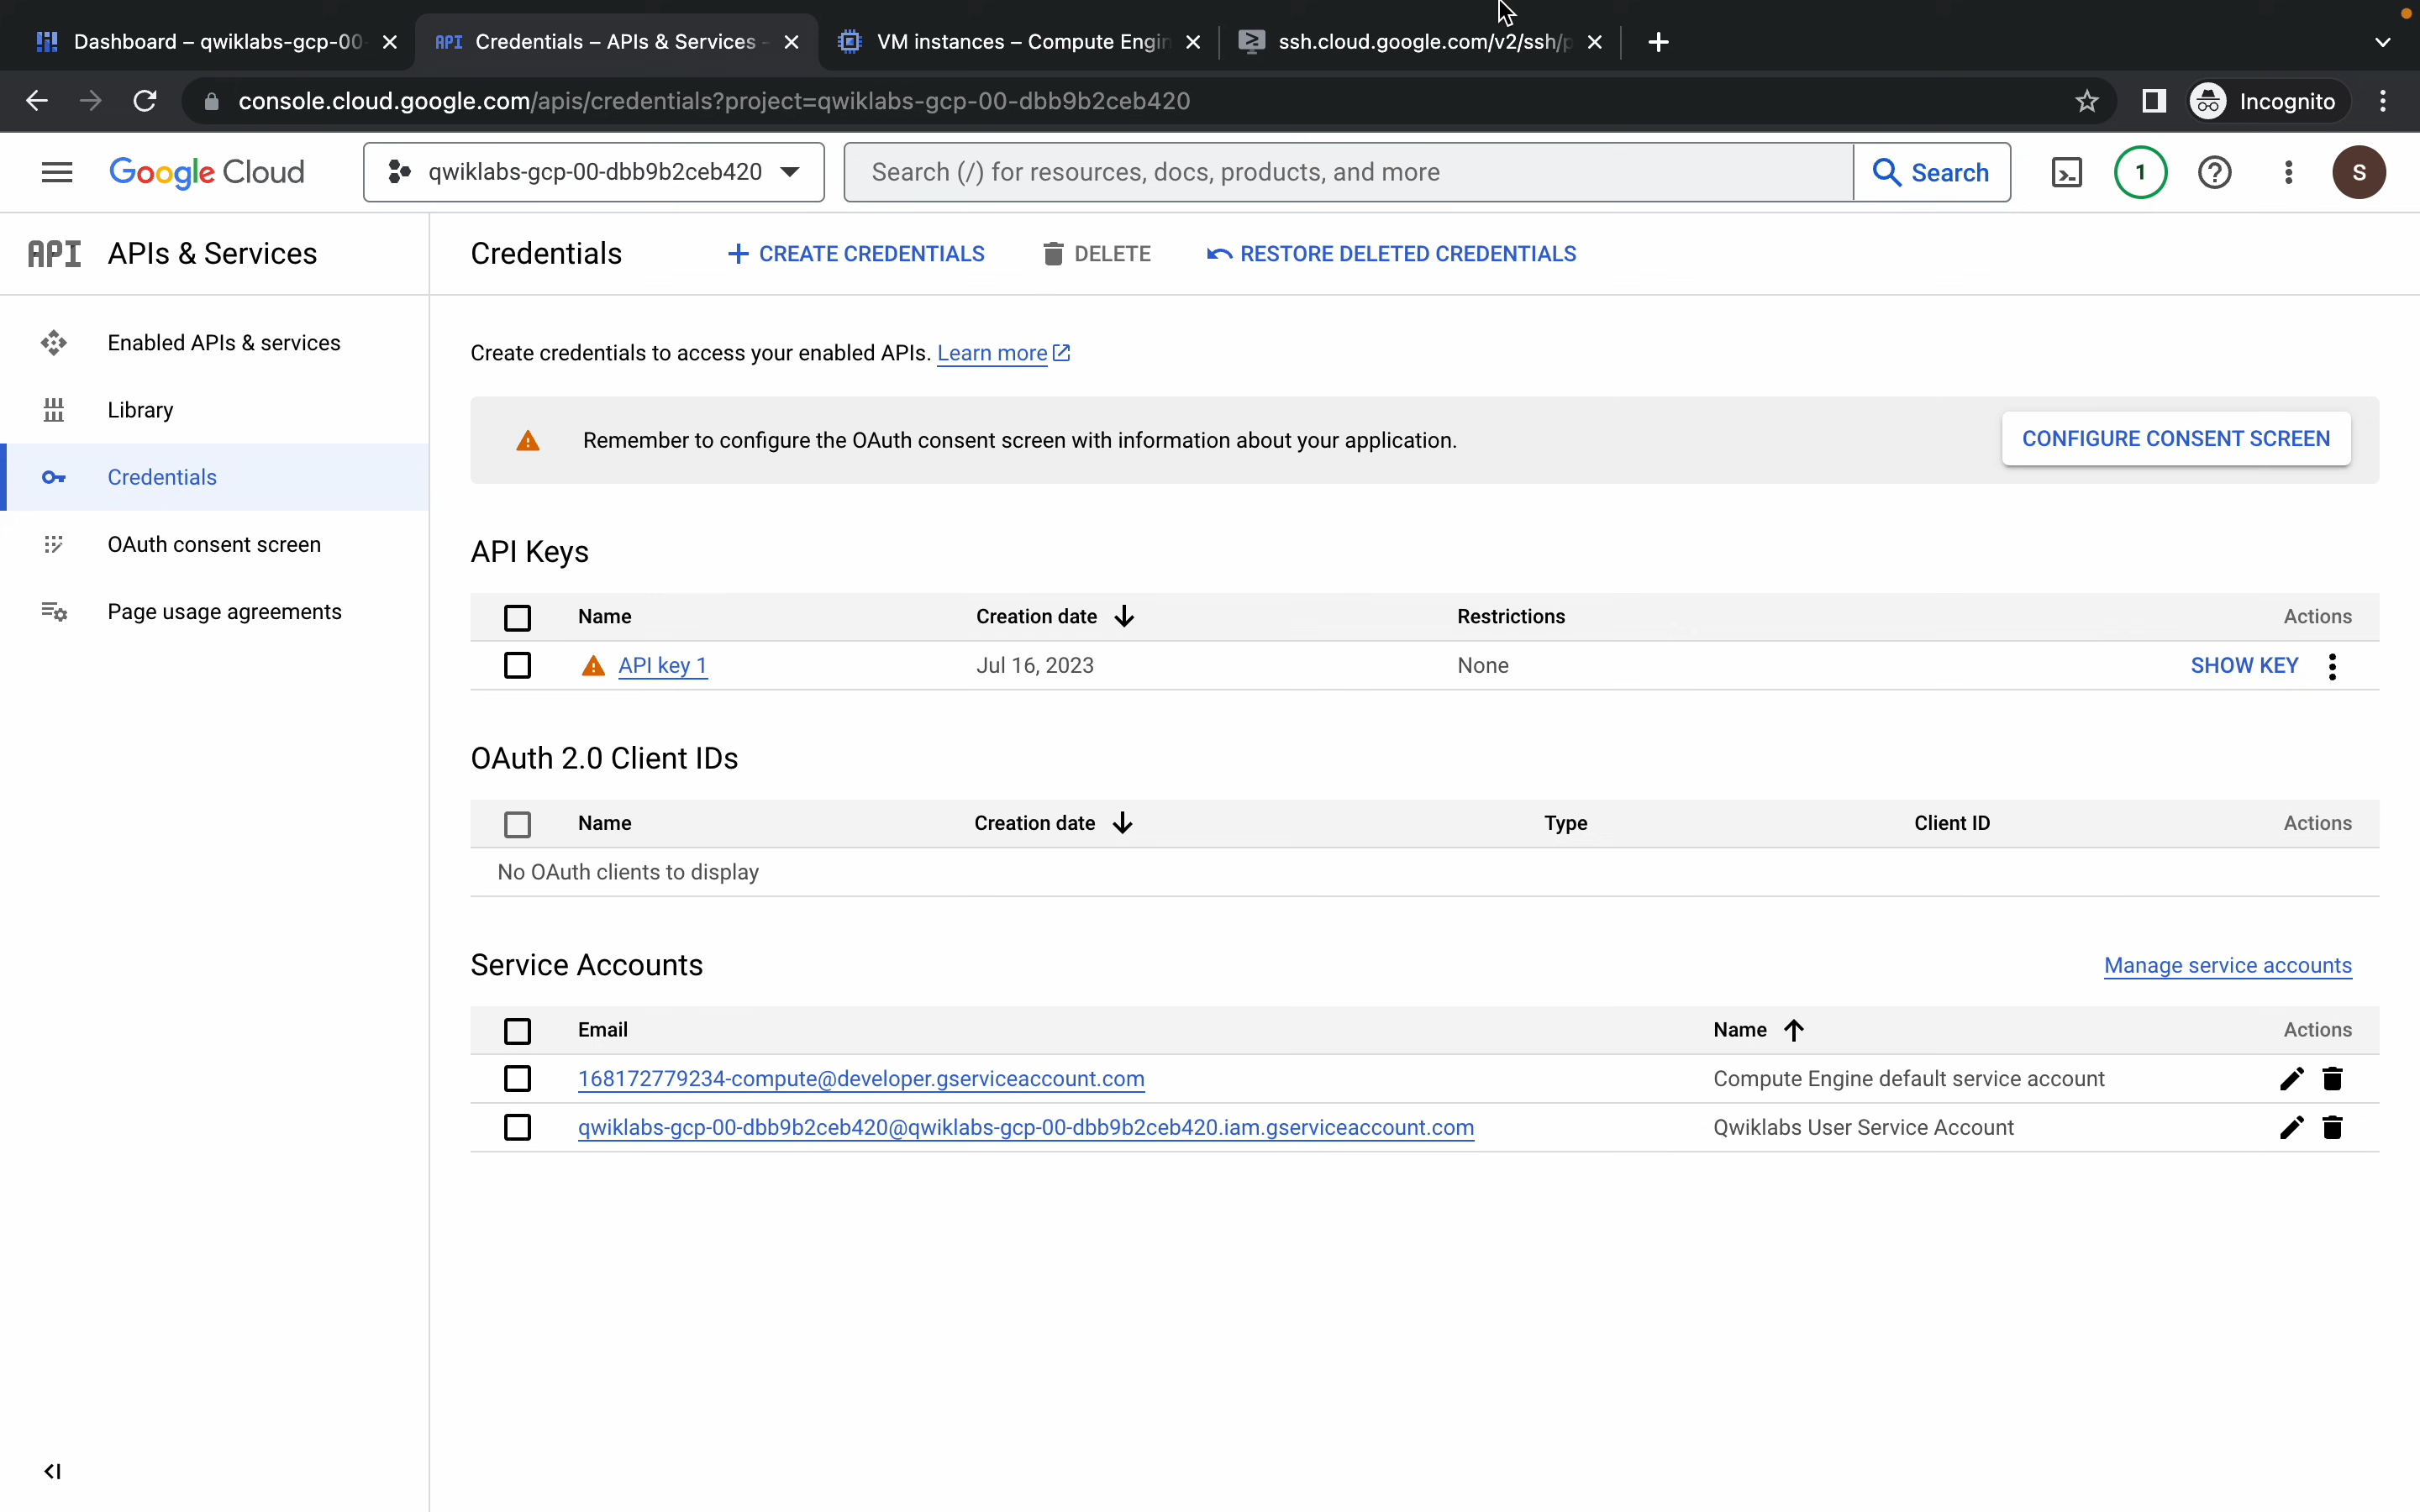 Dashboard – qwiklabs-gcp-00
Credentials – APIs & Services –
VM instances – Compute Engin
ssh.cloud.google.com/v2/ssh/p
console.cloud.google.com/apis/credentials?project=qwiklabs-gcp-00-dbb9b2ceb420
Incognito
Google Cloud
qwiklabs-gcp-00-dbb9b2ceb420
Search (/) for resources, docs, products, and more
Search
1
S
API APIs & Services
Credentials
CREATE CREDENTIALS
DELETE
RESTORE DELETED CREDENTIALS
Enabled APIs & services
Library
Credentials
OAuth consent screen
Page usage agreements
Create credentials to access your enabled APIs. Learn more
Remember to configure the OAuth consent screen with information about your application.
CONFIGURE CONSENT SCREEN
API Keys
Name Creation date Restrictions Actions
API key 1 Jul 16, 2023 None SHOW KEY
OAuth 2.0 Client IDs
Name Creation date Type Client ID Actions
No OAuth clients to display
Service Accounts
Manage service accounts
Email Name Actions
168172779234-compute@developer.gserviceaccount.com Compute Engine default service account
qwiklabs-gcp-00-dbb9b2ceb420@qwiklabs-gcp-00-dbb9b2ceb420.iam.gserviceaccount.com Qwiklabs User Service Account